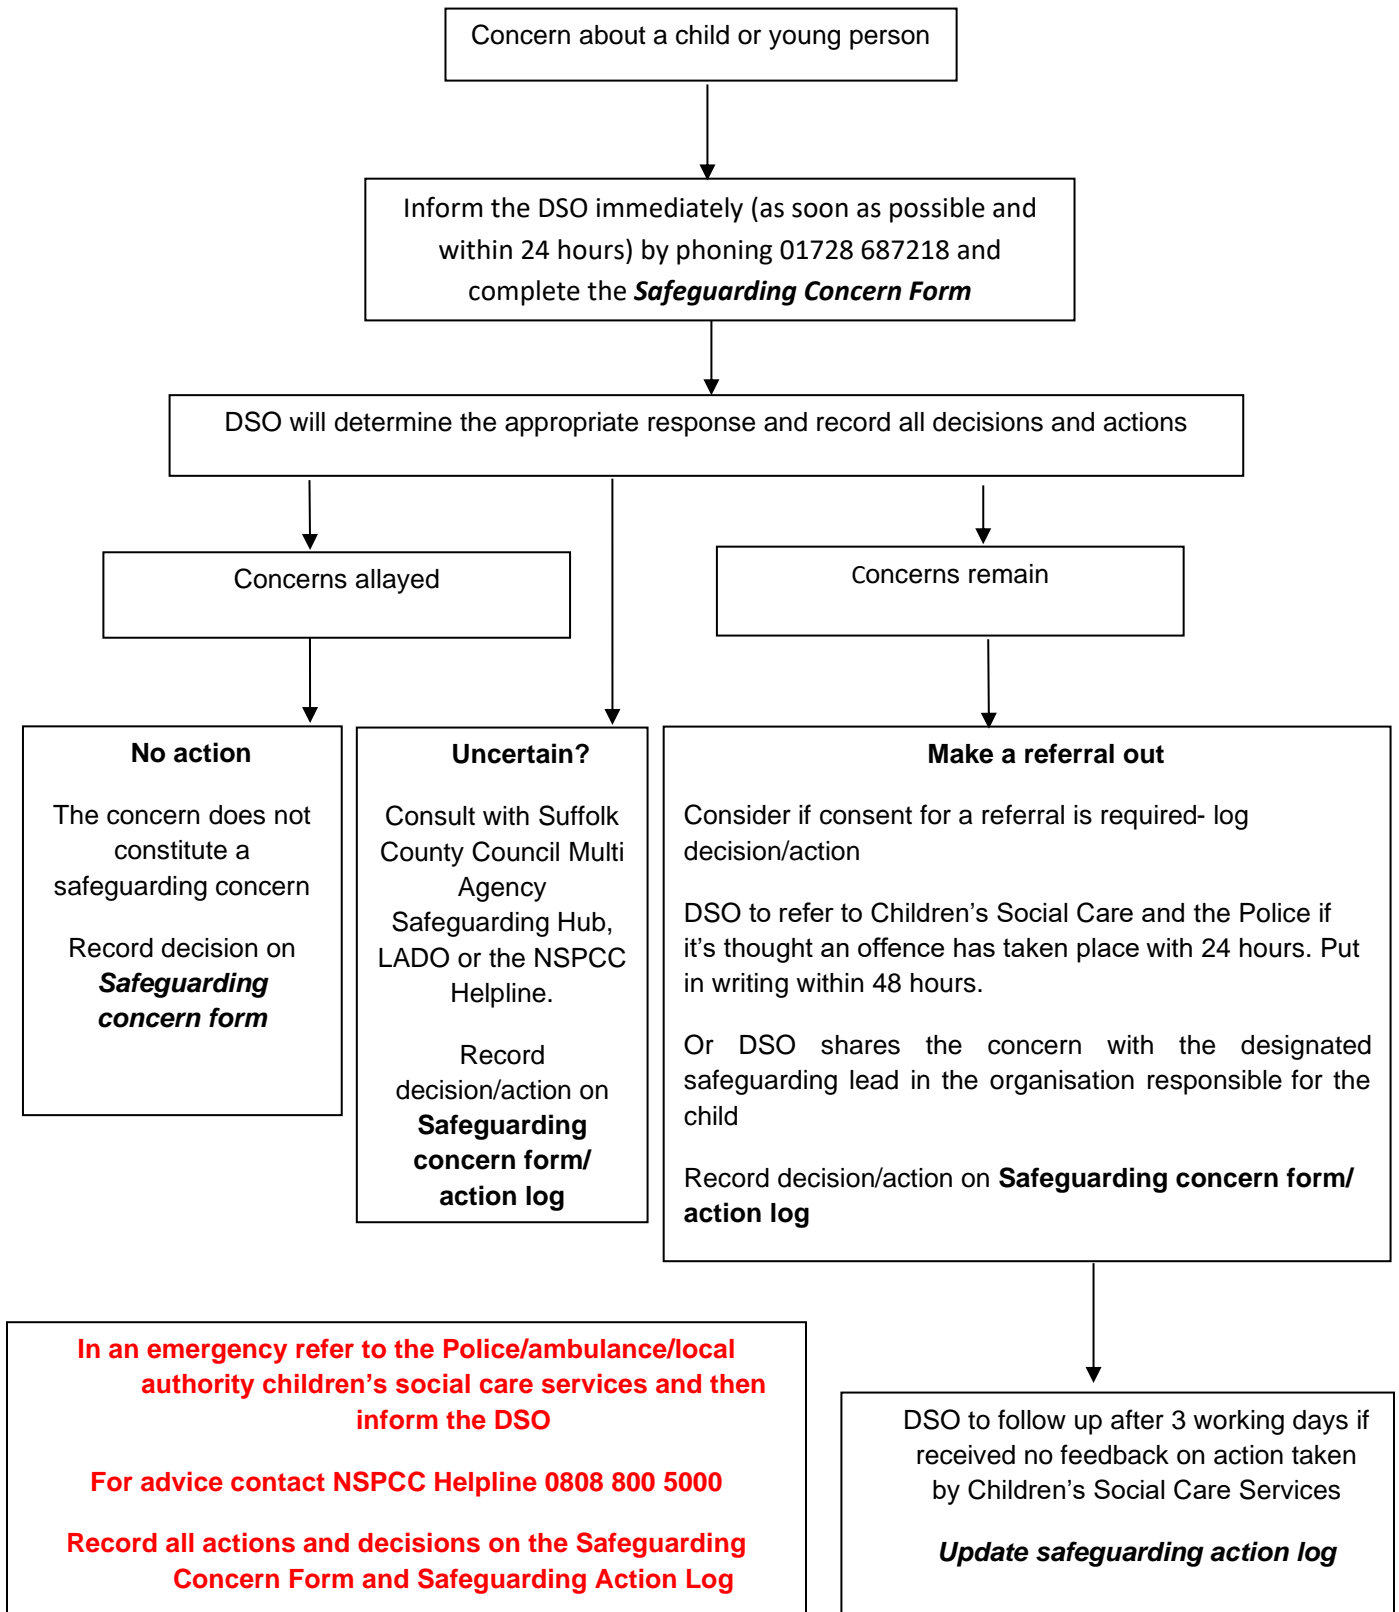 Concern about a child or young person
Inform the DSO immediately (as soon as possible and
within 24 hours) by phoning 01728 687218 and
complete the Safeguarding Concern Form
DSO will determine the appropriate response and record all decisions and actions
Concerns allayed
Concerns remain
No action
The concern does not
constitute a
safeguarding concern
Record decision on
Safeguarding
concern form
Uncertain?
Consult with Suffolk
County Council Multi
Agency
Safeguarding Hub,
LADO or the NSPCC
Helpline.
Record
decision/action on
Safeguarding
concern form/
action log
Make a referral out
Consider if consent for a referral is required- log
decision/action
DSO to refer to Children’s Social Care and the Police if
it’s thought an offence has taken place with 24 hours. Put
in writing within 48 hours.
Or DSO shares the concern with the designated
safeguarding lead in the organisation responsible for the
child
Record decision/action on Safeguarding concern form/
action log
In an emergency refer to the Police/ambulance/local
authority children’s social care services and then
inform the DSO
For advice contact NSPCC Helpline 0808 800 5000
Record all actions and decisions on the Safeguarding
Concern Form and Safeguarding Action Log
DSO to follow up after 3 working days if
received no feedback on action taken
by Children’s Social Care Services
Update safeguarding action log